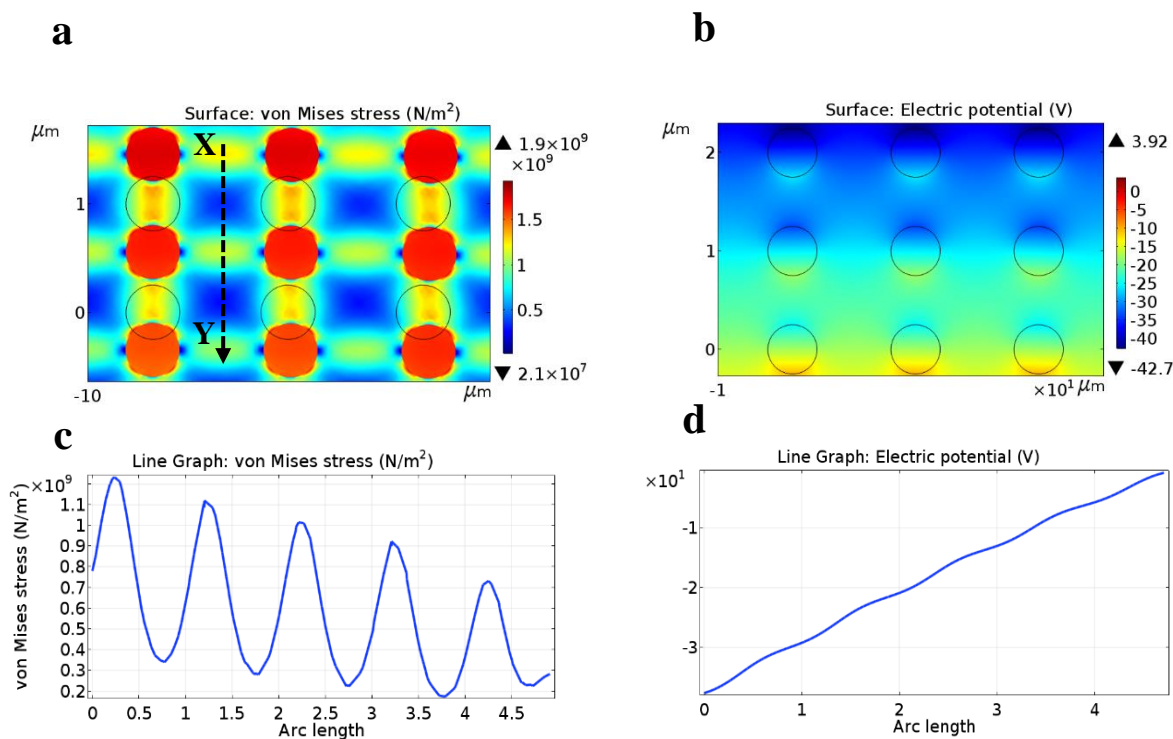 a
Surface: von Mises stress (N/m²)
μm
▲ 1.9×10⁹
×10⁹
X
1.5
1
1
0.5
0
Y
▼ 2.1×10⁷
-10
μm
b
Surface: Electric potential (V)
μm
▲ 3.92
2
0
-5
-10
-15
1
-20
-25
-30
-35
0
-40
▼ -42.7
-1
×10¹ μm
c
Line Graph: von Mises stress (N/m²)
×10⁹
1.1
1
0.9
0.8
0.7
0.6
0.5
0.4
0.3
0.2
von Mises stress (N/m²)
0 0.5 1 1.5 2 2.5 3 3.5 4 4.5
Arc length
d
Line Graph: Electric potential (V)
×10¹
-1
-2
-3
0 1 2 3 4
Arc length